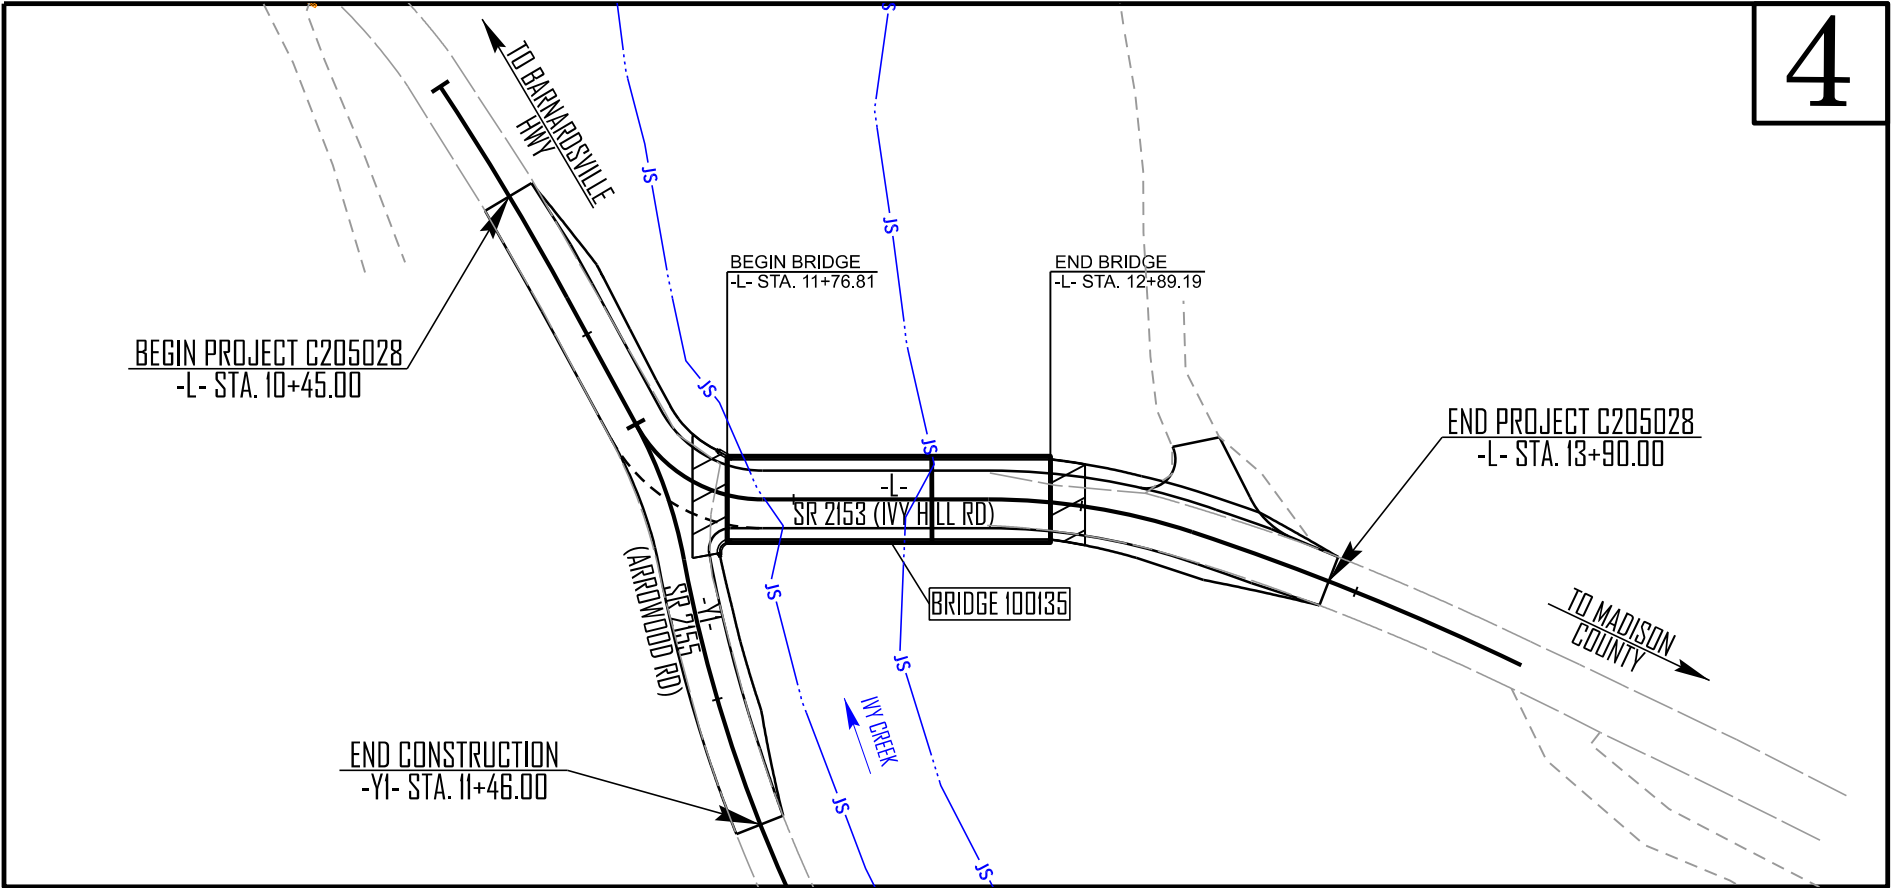 4
TO BARNARDSVILLE
HWY
BEGIN BRIDGE
-L- STA. 11+76.81
END BRIDGE
-L- STA. 12+89.19
BEGIN PROJECT C205028
-L- STA. 10+45.00
END PROJECT C205028
-L- STA. 13+90.00
-L-
SR 2153 (IVY HILL RD)
BRIDGE 100135
-Y1-
SR 2155
(ARROWOOD RD)
TO MADISON
COUNTY
IVY CREEK
END CONSTRUCTION
-Y1- STA. 11+46.00
JS
JS
JS
JS
JS
JS
JS
JS
JS
JS